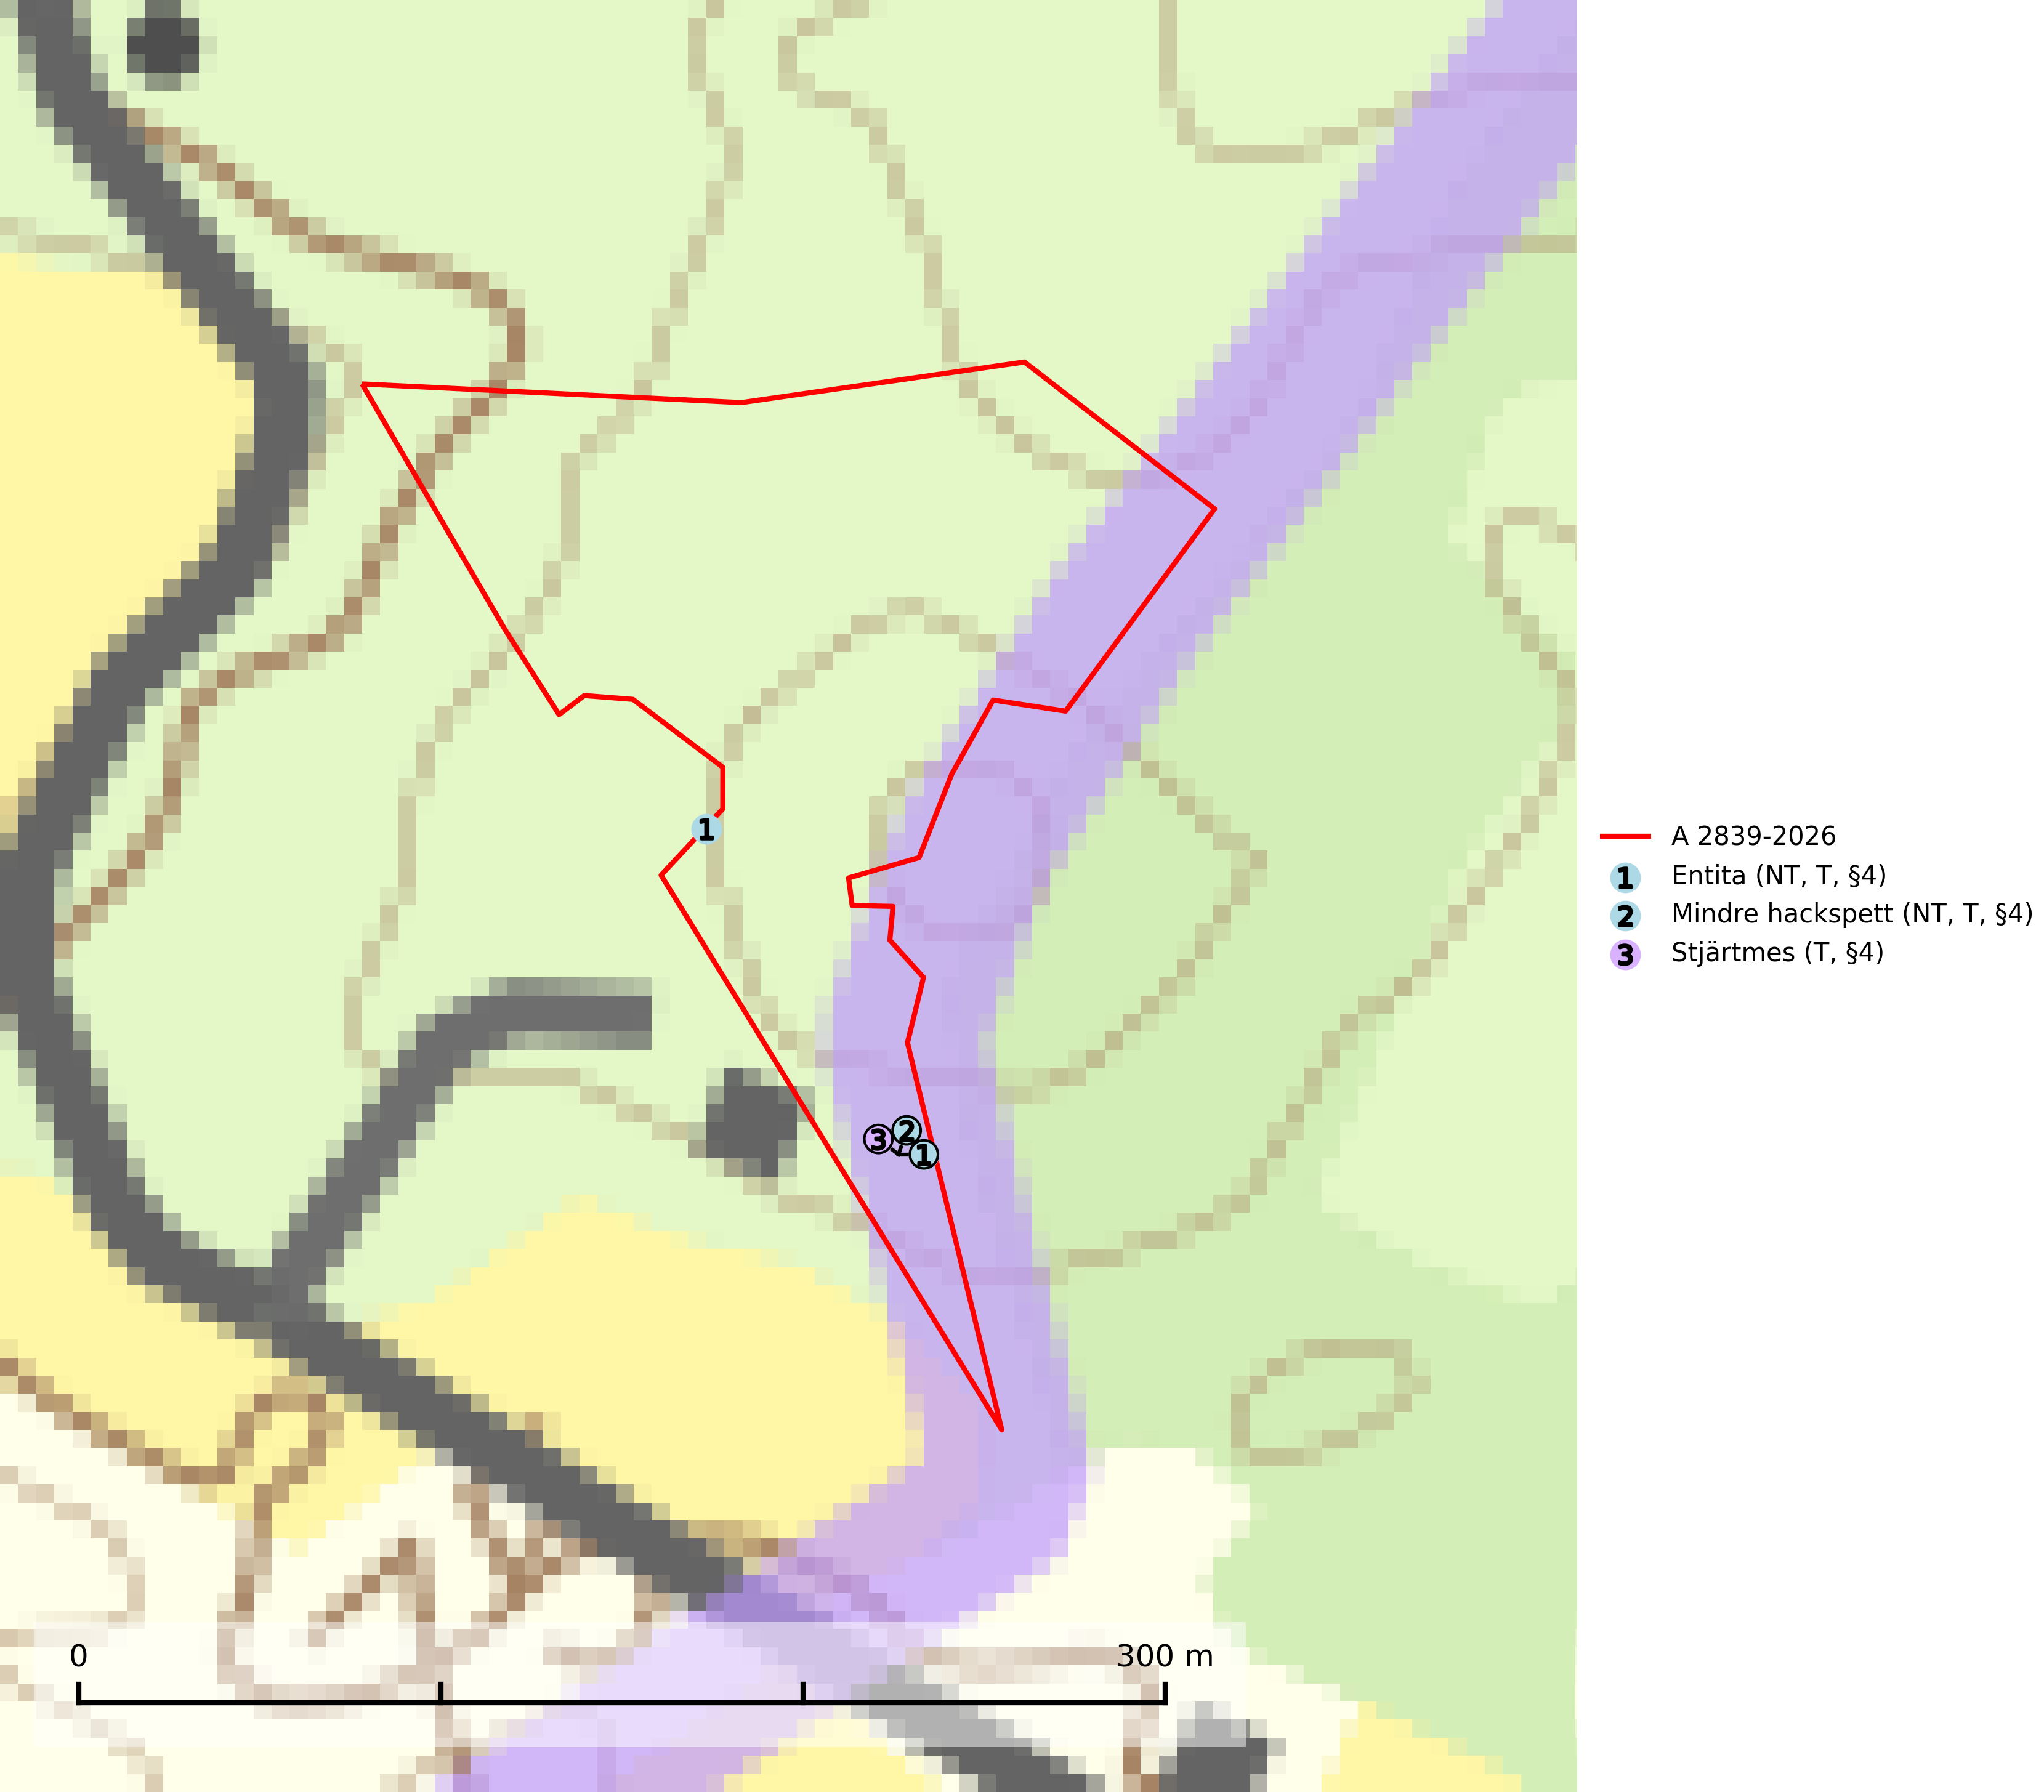 1
3
2
1
0
300 m
A 2839-2026
1 Entita (NT, T, §4)
2 Mindre hackspett (NT, T, §4)
3 Stjärtmes (T, §4)